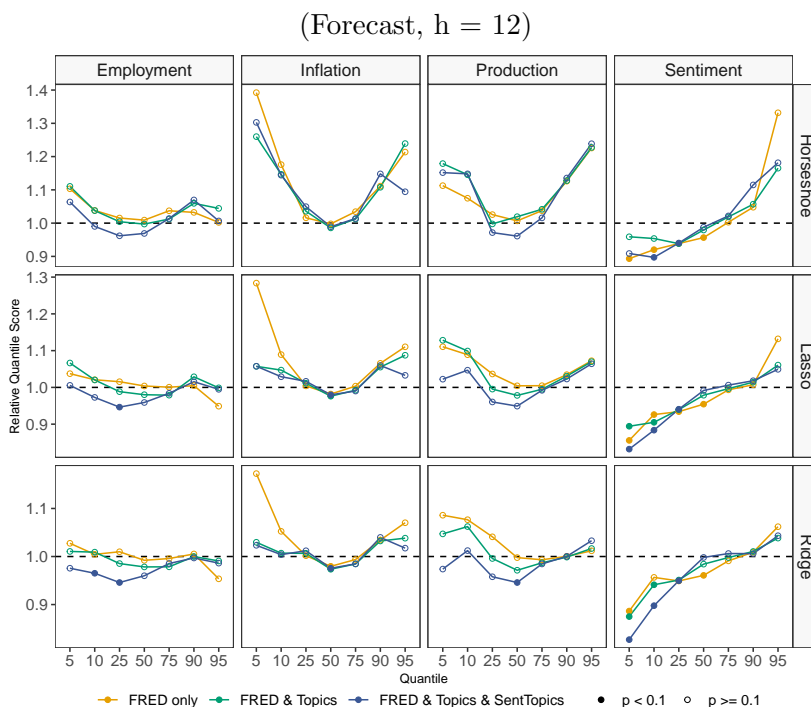 (Forecast, h = 12)
Employment Inflation Production Sentiment
1.4
1.3
1.2
1.1
1.0
0.9
Horseshoe
1.3
1.2
1.1
1.0
0.9
Lasso
1.1
1.0
0.9
Ridge
Relative Quantile Score
5 10 25 50 75 90 95 5 10 25 50 75 90 95 5 10 25 50 75 90 95 5 10 25 50 75 90 95
Quantile
FRED only FRED & Topics FRED & Topics & SentTopics p < 0.1 p >= 0.1